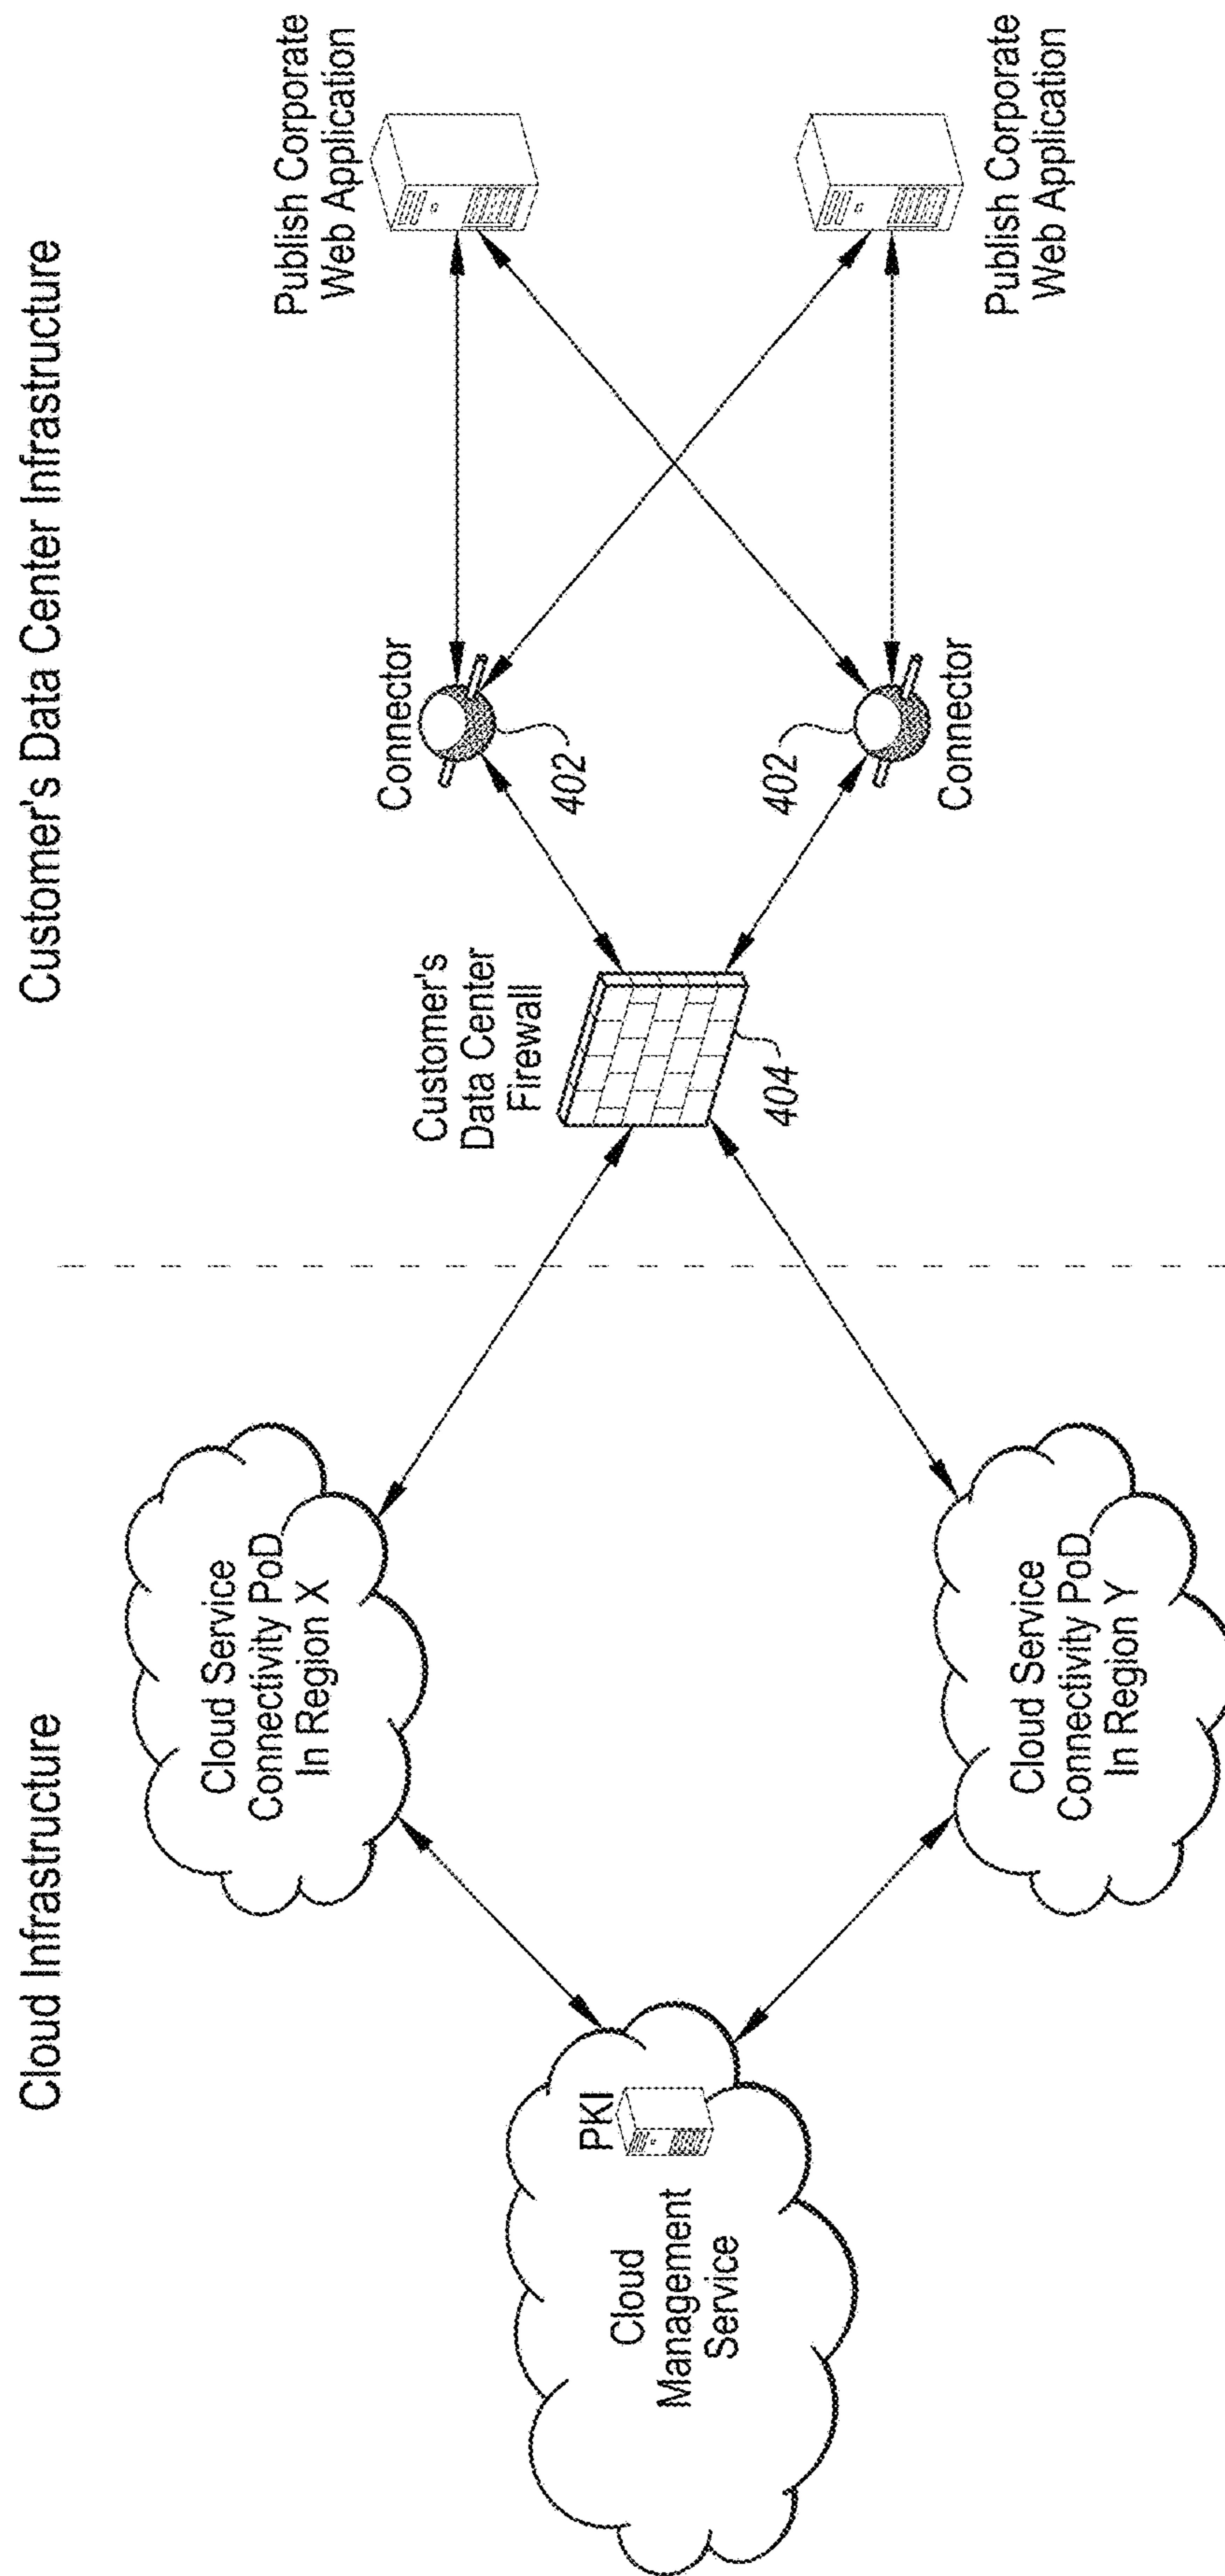 Cloud Infrastructure
Customer's Data Center Infrastructure
Cloud
Management
Service
PKI
Cloud Service
Connectivity PoD
In Region X
Cloud Service
Connectivity PoD
In Region Y
Customer's
Data Center
Firewall
404
Connector
402
402
Connector
Publish Corporate
Web Application
Publish Corporate
Web Application